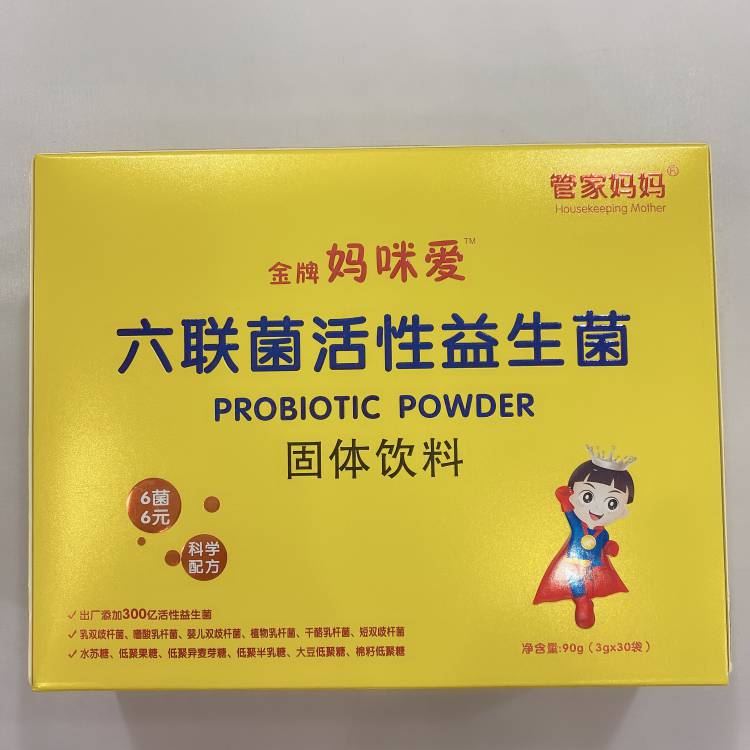 管家妈妈®
Housekeeping Mother
金牌 妈咪爱™
六联菌活性益生菌
PROBIOTIC POWDER
固体饮料
6菌
6元
科学
配方
✓出厂添加300亿活性益生菌
✓乳双歧杆菌、嗜酸乳杆菌、婴儿双歧杆菌、植物乳杆菌、干酪乳杆菌、短双歧杆菌
✓水苏糖、低聚果糖、低聚异麦芽糖、低聚半乳糖、大豆低聚糖、棉籽低聚糖
净含量:90g（3gx30袋）